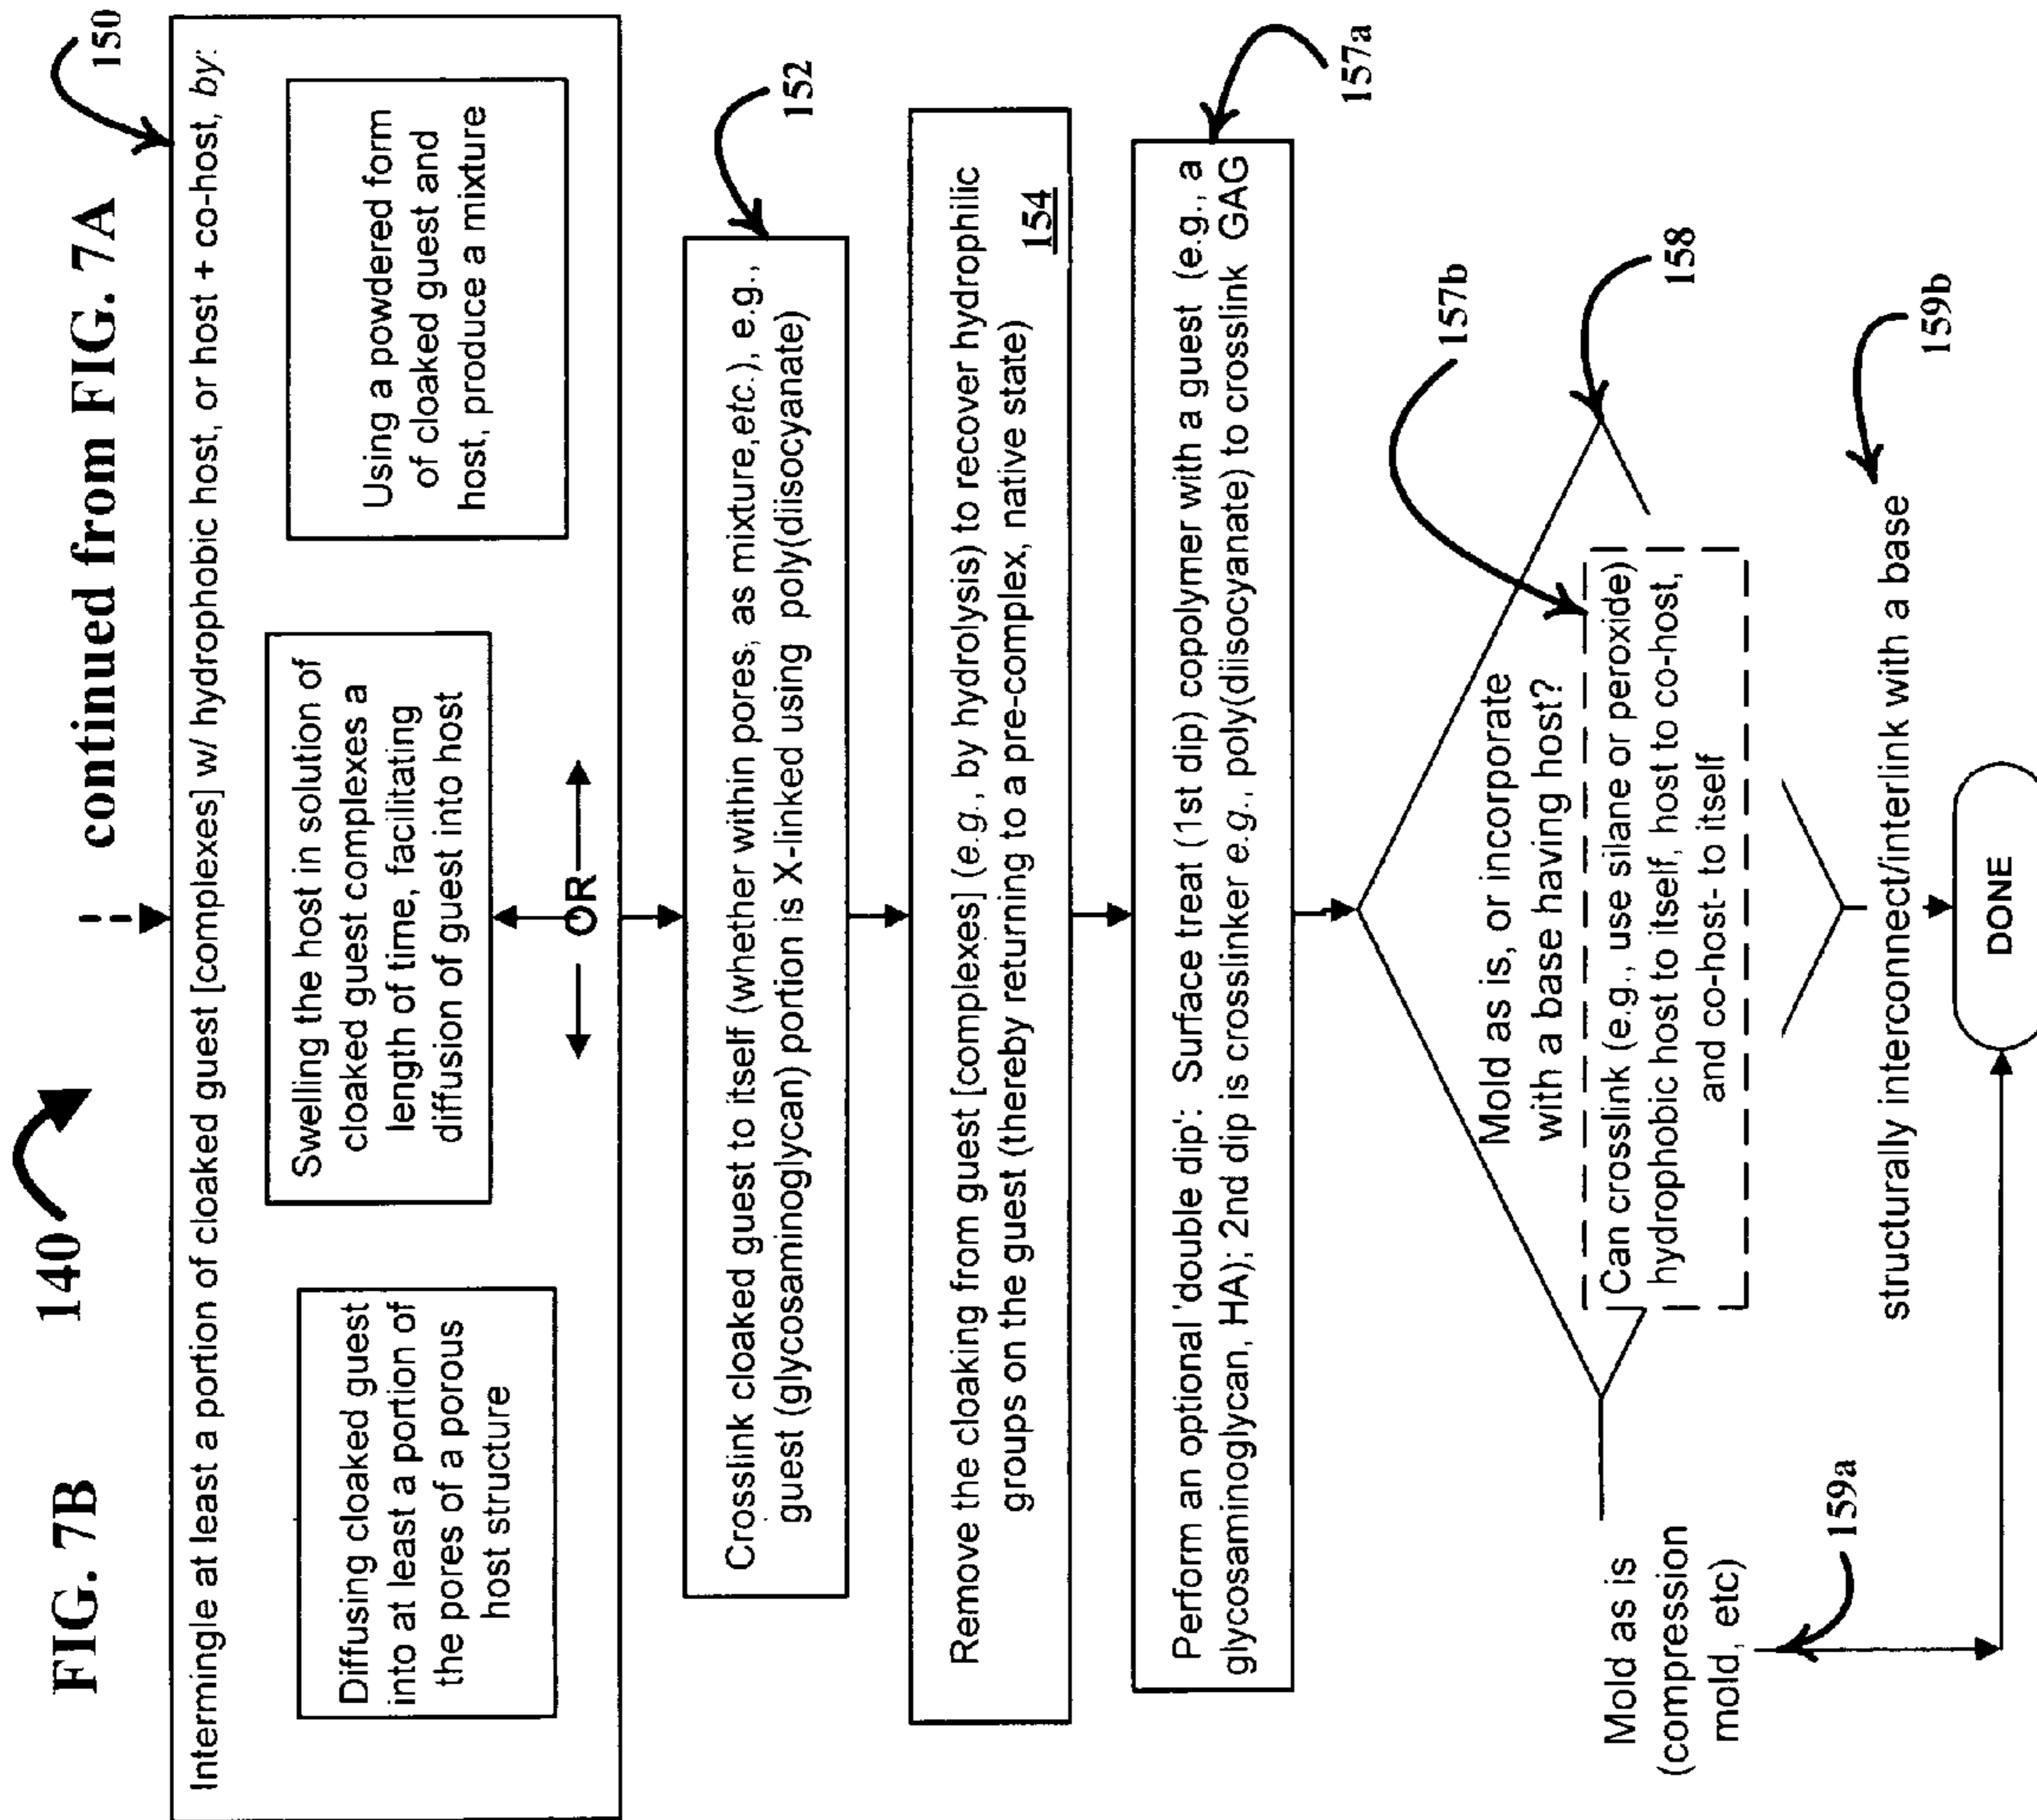 FIG. 7B
140
continued from FIG. 7A
150
Intermingle at least a portion of cloaked guest [complexes] w/ hydrophobic host, or host + co-host, by:
Diffusing cloaked guest
into at least a portion of
the pores of a porous
host structure
Swelling the host in solution of
cloaked guest complexes a
length of time, facilitating
diffusion of guest into host
Using a powdered form
of cloaked guest and
host, produce a mixture
OR
152
Crosslink cloaked guest to itself (whether within pores, as mixture, etc.), e.g.,
guest (glycosaminoglycan) portion is X-linked using poly(diisocyanate)
Remove the cloaking from guest [complexes] (e.g., by hydrolysis) to recover hydrophilic
groups on the guest (thereby returning to a pre-complex, native state)
154
Perform an optional 'double dip': Surface treat (1st dip) copolymer with a guest (e.g., a
glycosaminoglycan, HA); 2nd dip is crosslinker e.g., poly(diisocyanate) to crosslink GAG
157a
157b
158
Mold as is, or incorporate
with a base having host?
Can crosslink (e.g., use silane or peroxide)
hydrophobic host to itself, host to co-host,
and co-host- to itself
Mold as is
(compression
mold, etc)
159a
structurally interconnect/interlink with a base
159b
DONE